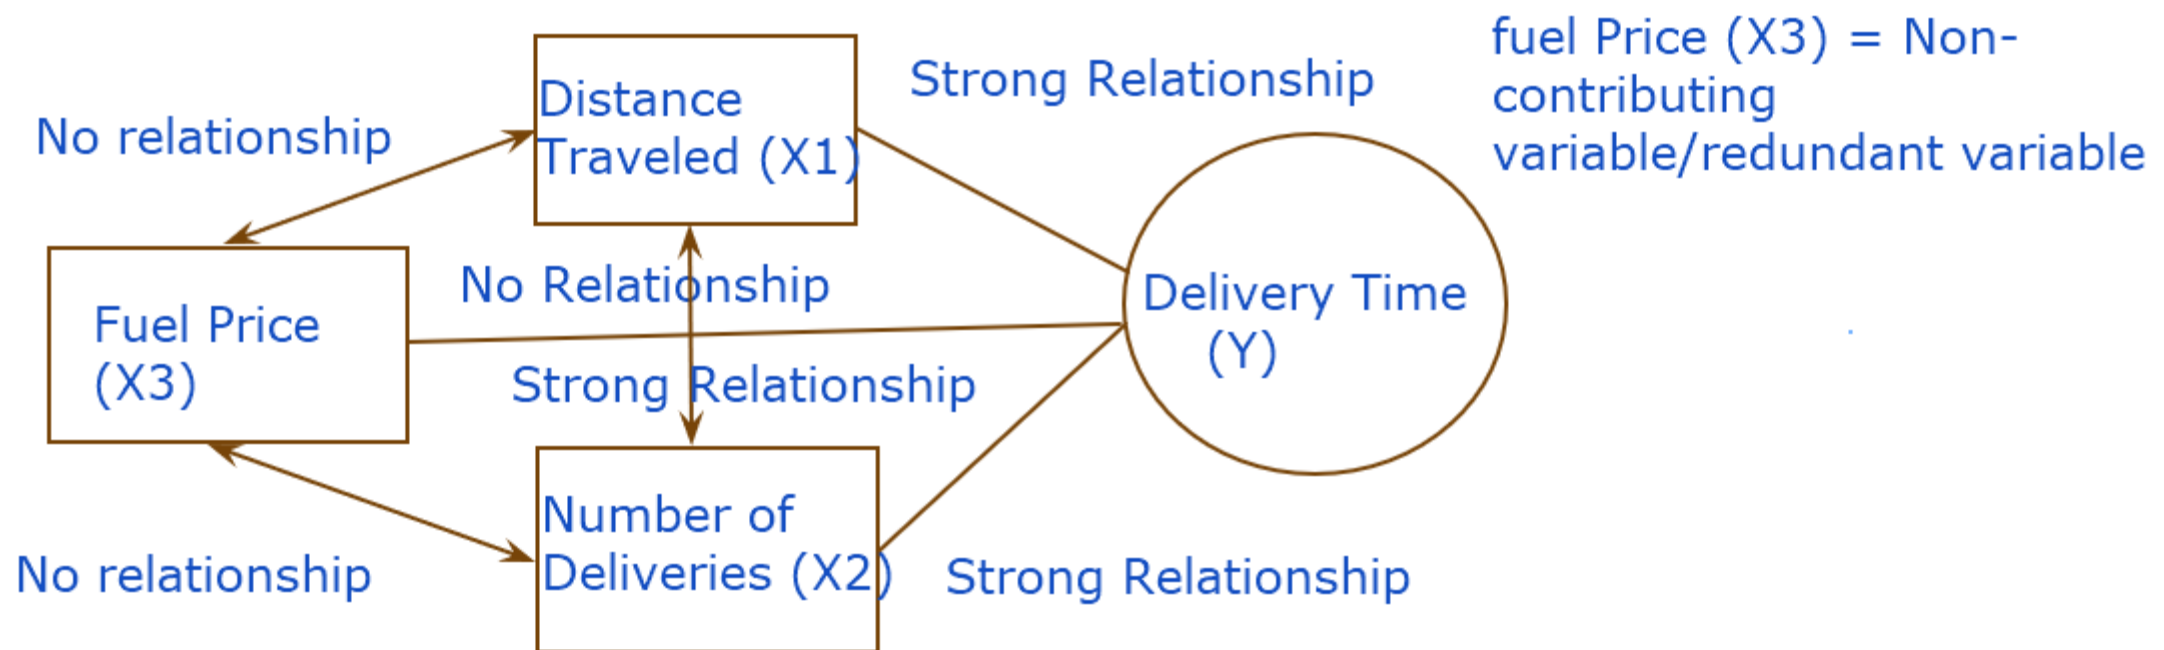 fuel Price (X3) = Non-
contributing
variable/redundant variable
Strong Relationship
Distance
Traveled (X1)
No relationship
No Relationship
Delivery Time
(Y)
Fuel Price
(X3)
Strong Relationship
Number of
Deliveries (X2)
No relationship
Strong Relationship